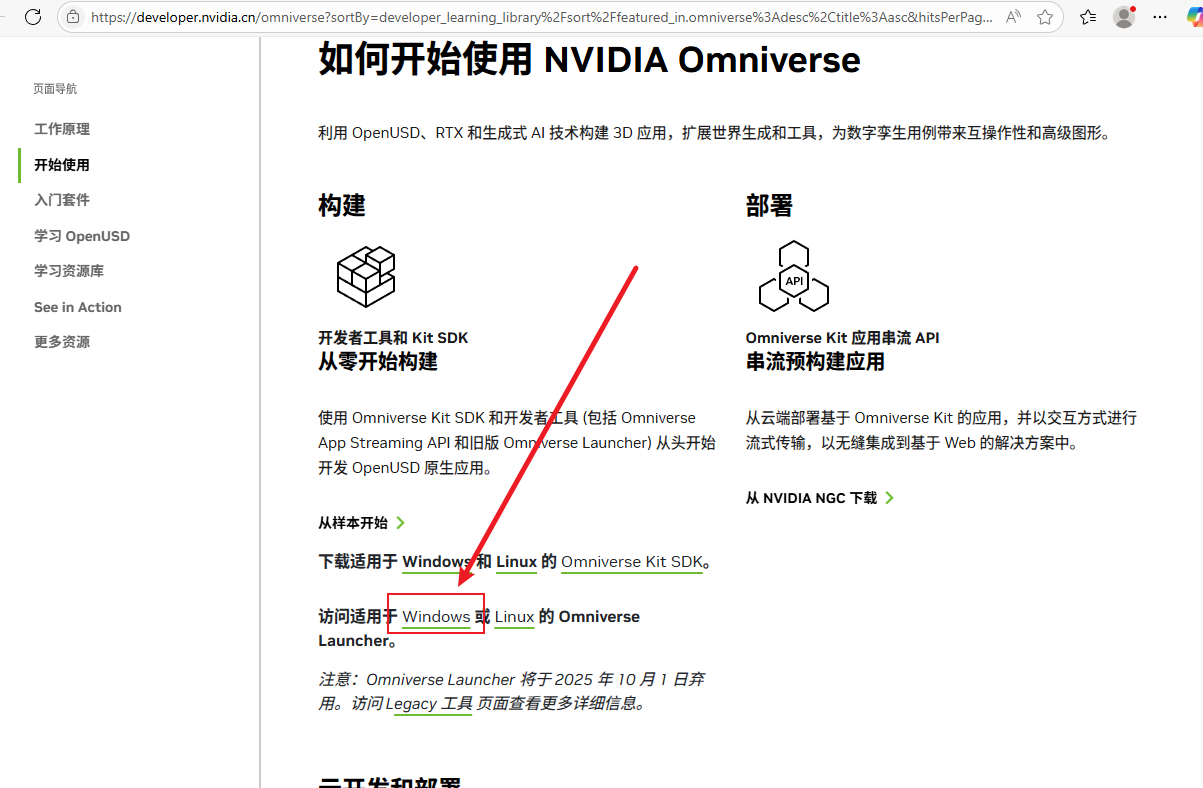 https://developer.nvidia.cn/omniverse?sortBy=developer_learning_library%2Fsort%2Ffeatured_in.omniverse%3Adesc%2Ctitle%3Aasc&hitsPerPag...
如何开始使用 NVIDIA Omniverse
页面导航
工作原理
开始使用
入门套件
学习 OpenUSD
学习资源库
See in Action
更多资源
利用 OpenUSD、RTX 和生成式 AI 技术构建 3D 应用，扩展世界生成和工具，为数字孪生用例带来互操作性和高级图形。
构建
开发者工具和 Kit SDK
从零开始构建
使用 Omniverse Kit SDK 和开发者工具 (包括 Omniverse
App Streaming API 和旧版 Omniverse Launcher) 从头开始
开发 OpenUSD 原生应用。
从样本开始
下载适用于 Windows 和 Linux 的 Omniverse Kit SDK。
访问适用于 Windows 或 Linux 的 Omniverse
Launcher。
注意：Omniverse Launcher 将于 2025 年 10 月 1 日弃
用。访问 Legacy 工具 页面查看更多详细信息。
部署
API
Omniverse Kit 应用串流 API
串流预构建应用
从云端部署基于 Omniverse Kit 的应用，并以交互方式进行
流式传输，以无缝集成到基于 Web 的解决方案中。
从 NVIDIA NGC 下载
云开发和部署